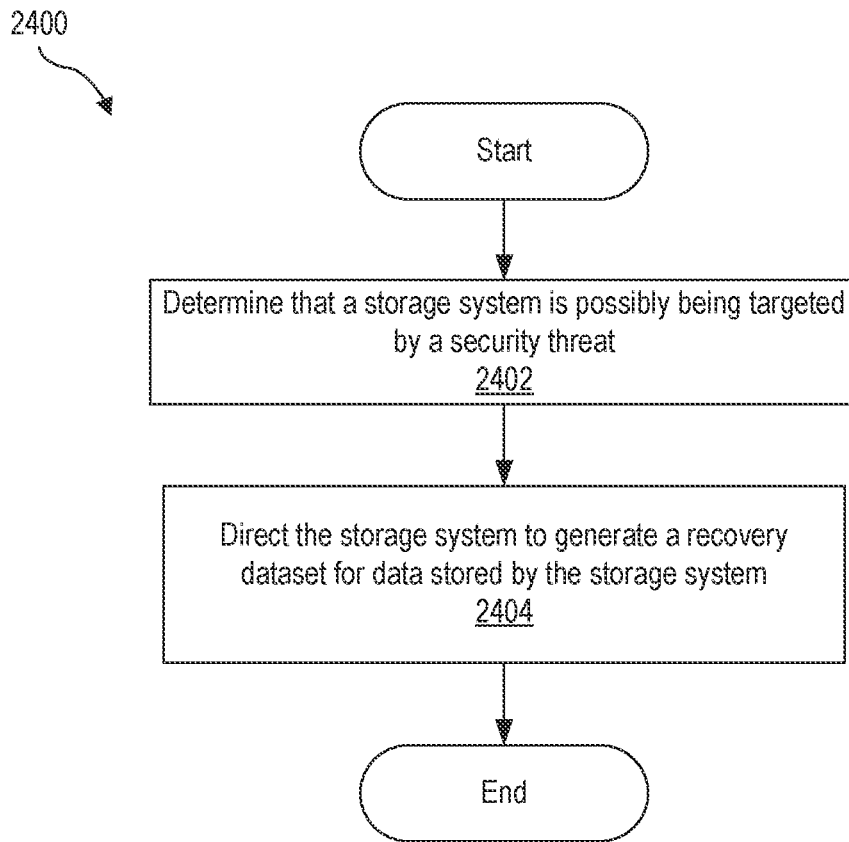 2400
Start
Determine that a storage system is possibly being targeted
by a security threat
2402
Direct the storage system to generate a recovery
dataset for data stored by the storage system
2404
End